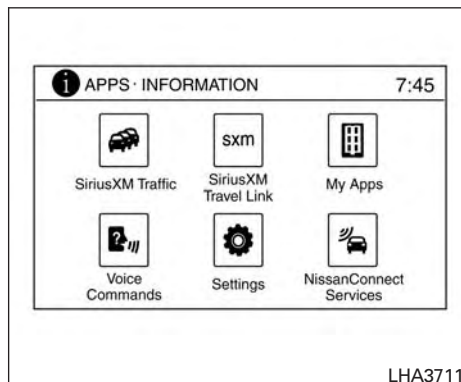 i APPS · INFORMATION 7:45
sxm
SiriusXM Traffic
SiriusXM
Travel Link
My Apps
?
Voice
Commands
Settings
NissanConnect
Services
LHA3711